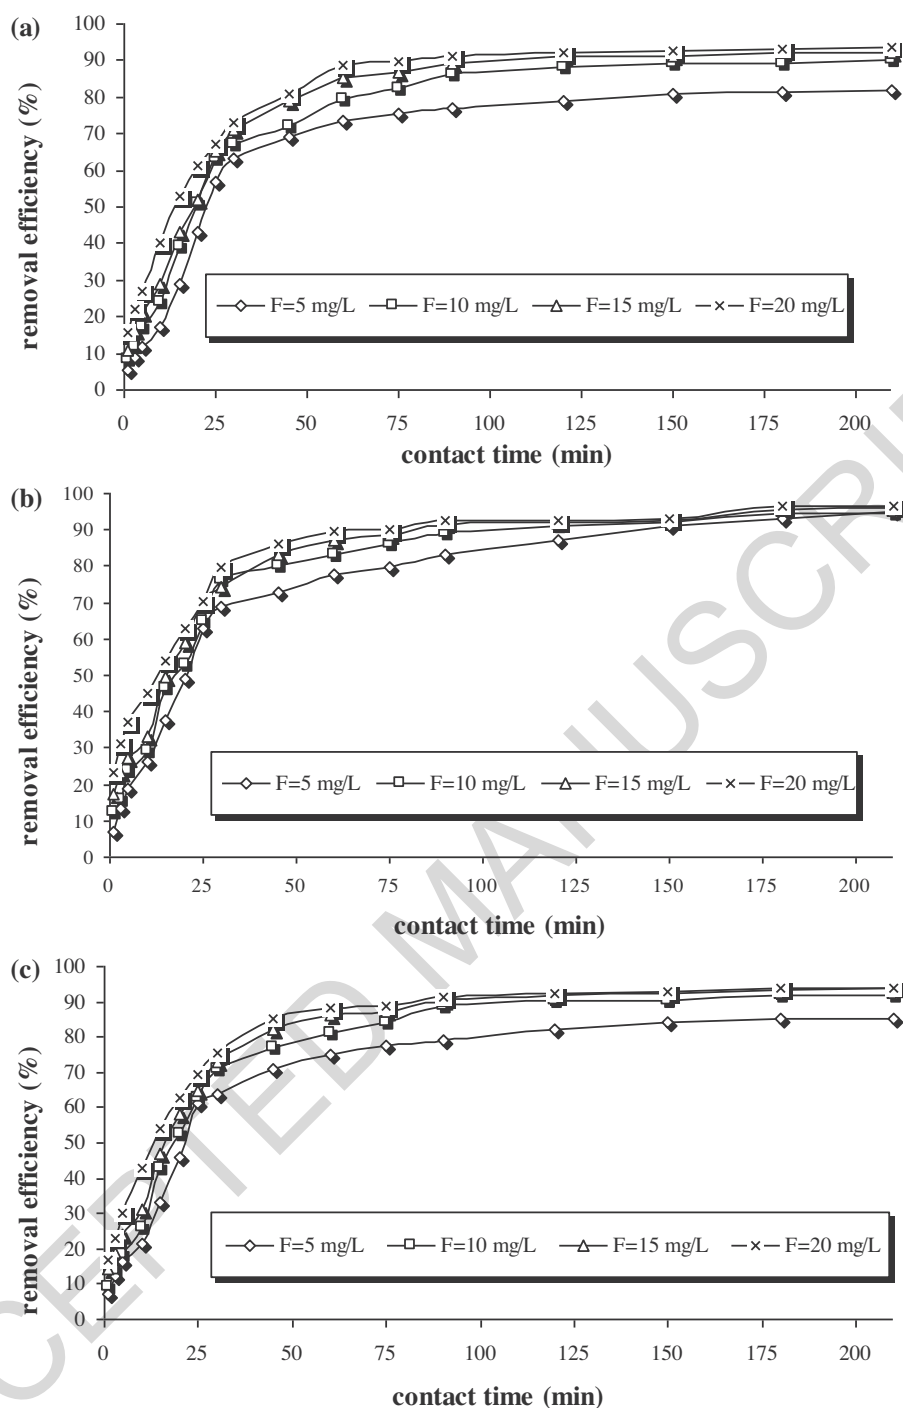 (a)
100
90
80
70
60
50
40
30
20
10
0
removal efficiency (%)
F=5 mg/L F=10 mg/L F=15 mg/L F=20 mg/L
0 25 50 75 100 125 150 175 200
contact time (min)
(b)
100
90
80
70
60
50
40
30
20
10
0
removal efficiency (%)
F=5 mg/L F=10 mg/L F=15 mg/L F=20 mg/L
0 25 50 75 100 125 150 175 200
contact time (min)
(c)
100
90
80
70
60
50
40
30
20
10
0
removal efficiency (%)
F=5 mg/L F=10 mg/L F=15 mg/L F=20 mg/L
0 25 50 75 100 125 150 175 200
contact time (min)
CEPTED MANUSCRI